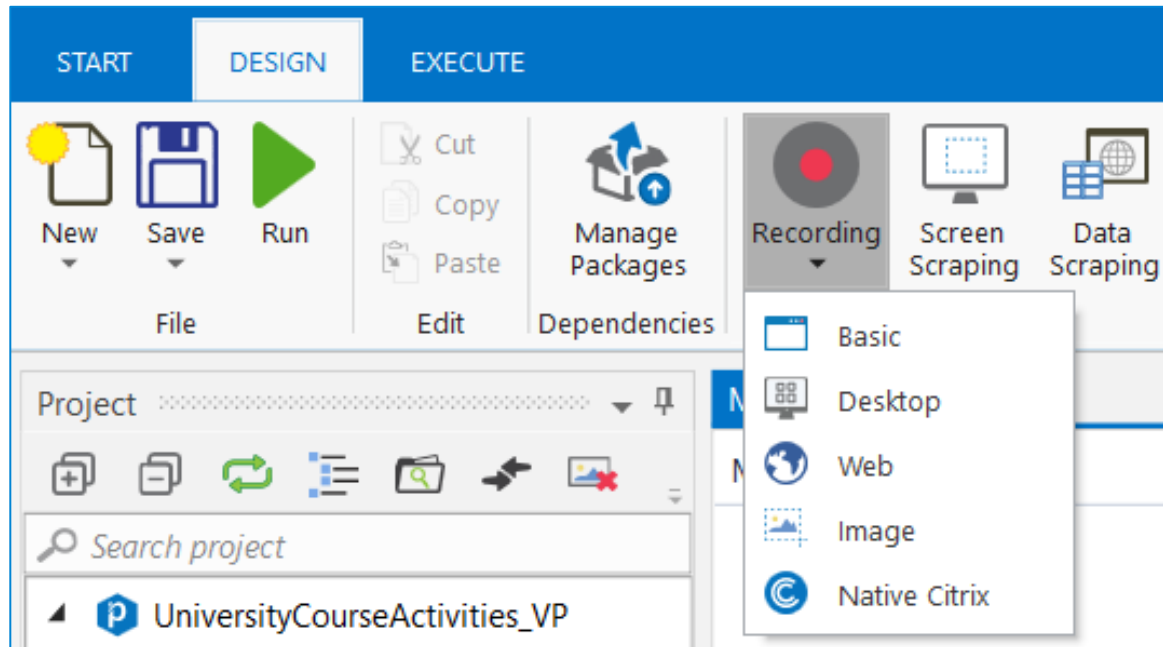 START DESIGN EXECUTE
New Save Run
Cut
Copy
Paste
Manage
Packages
Recording
Screen
Scraping
Data
Scraping
File Edit Dependencies
Basic
Desktop
Web
Image
Native Citrix
Project
Search project
UniversityCourseActivities_VP